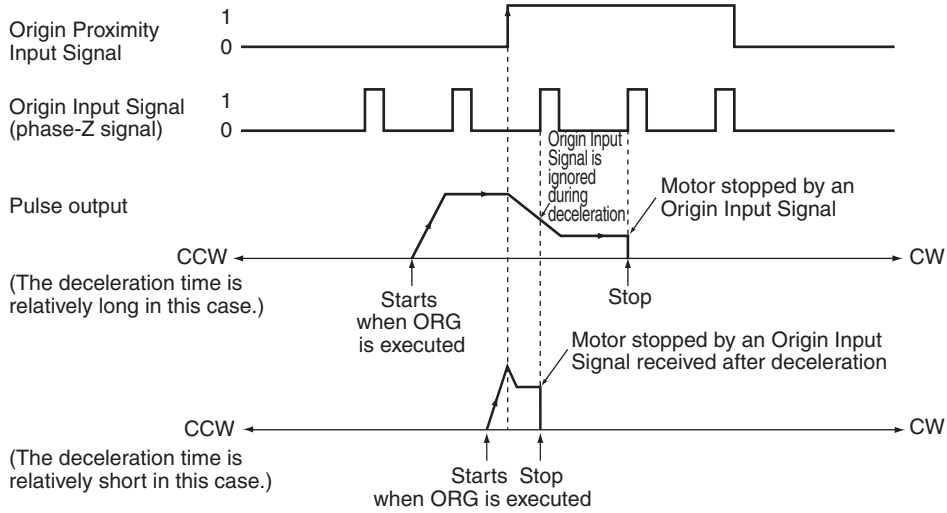 1
Origin Proximity
Input Signal
0
Origin Input Signal
(phase-Z signal)
1
0
Origin Input
Signal is
ignored
during
deceleration
Pulse output
Motor stopped by an
Origin Input Signal
CCW
CW
(The deceleration time is
relatively long in this case.)
Starts
when ORG
is executed
Stop
Motor stopped by an Origin Input
Signal received after deceleration
CCW
CW
(The deceleration time is
relatively short in this case.)
Starts
Stop
when ORG is executed